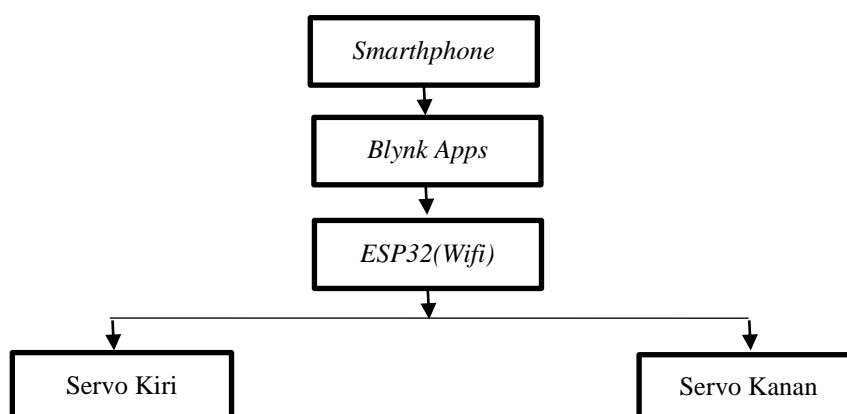 Smarthphone
Blynk Apps
ESP32(Wifi)
Servo Kiri
Servo Kanan